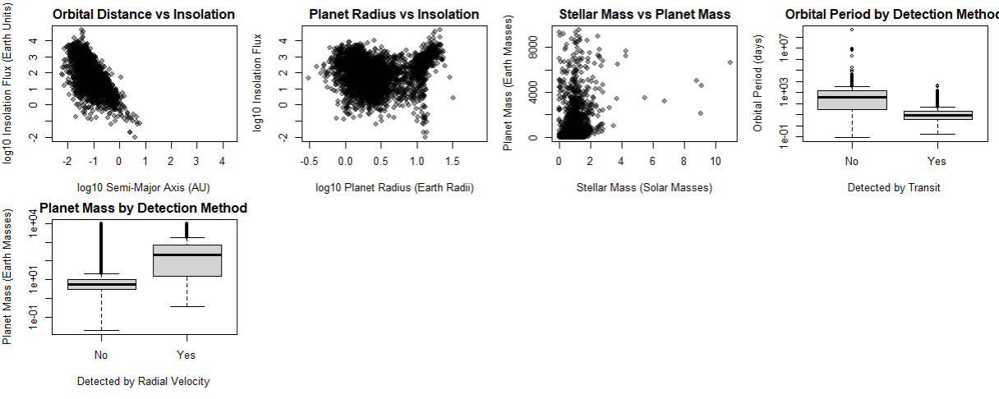 Orbital Distance vs Insolation
log10 Insolation Flux (Earth Units)
4
3
2
1
0
-2
-2 -1 0 1 2 3 4
log10 Semi-Major Axis (AU)
Planet Radius vs Insolation
log10 Insolation Flux
4
3
2
1
0
-2
-0.5 0.0 0.5 1.0 1.5
log10 Planet Radius (Earth Radii)
Stellar Mass vs Planet Mass
Planet Mass (Earth Masses)
8000
4000
0
0 2 4 6 8 10
Stellar Mass (Solar Masses)
Orbital Period by Detection Method
Orbital Period (days)
1e+07
1e+03
1e-01
No Yes
Detected by Transit
Planet Mass by Detection Method
Planet Mass (Earth Masses)
1e+04
1e+01
1e-01
No Yes
Detected by Radial Velocity